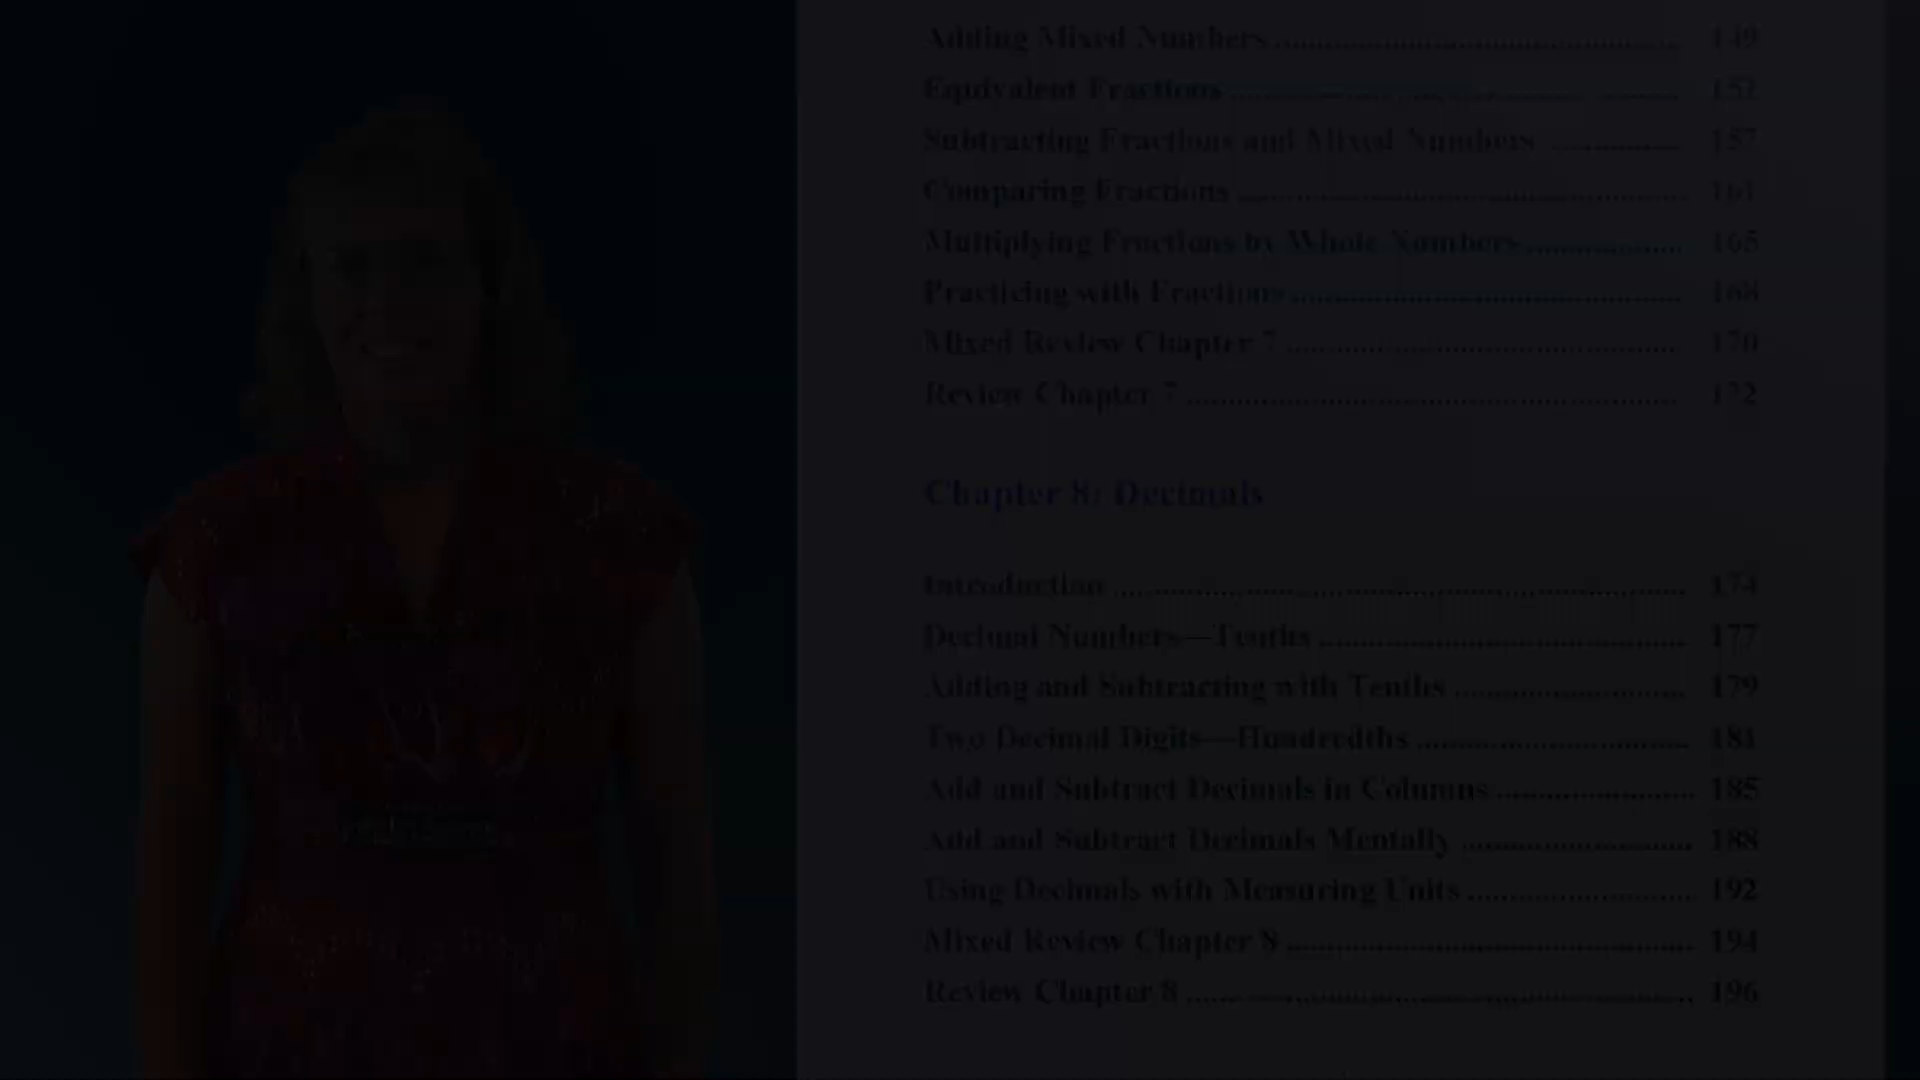 Adding Mixed Numbers ........................ 149
Equivalent Fractions ........................ 152
Subtracting Fractions and Mixed Numbers ........................ 157
Comparing Fractions ........................ 161
Multiplying Fractions by Whole Numbers ........................ 165
Practicing with Fractions ........................ 168
Mixed Review Chapter 7 ........................ 170
Review Chapter 7 ........................ 172
Chapter 8: Decimals
Introduction ........................ 174
Decimal Numbers—Tenths ........................ 177
Adding and Subtracting with Tenths ........................ 179
Two Decimal Digits—Hundredths ........................ 181
Add and Subtract Decimals in Columns ........................ 185
Add and Subtract Decimals Mentally ........................ 188
Using Decimals with Measuring Units ........................ 192
Mixed Review Chapter 8 ........................ 194
Review Chapter 8 ........................ 196